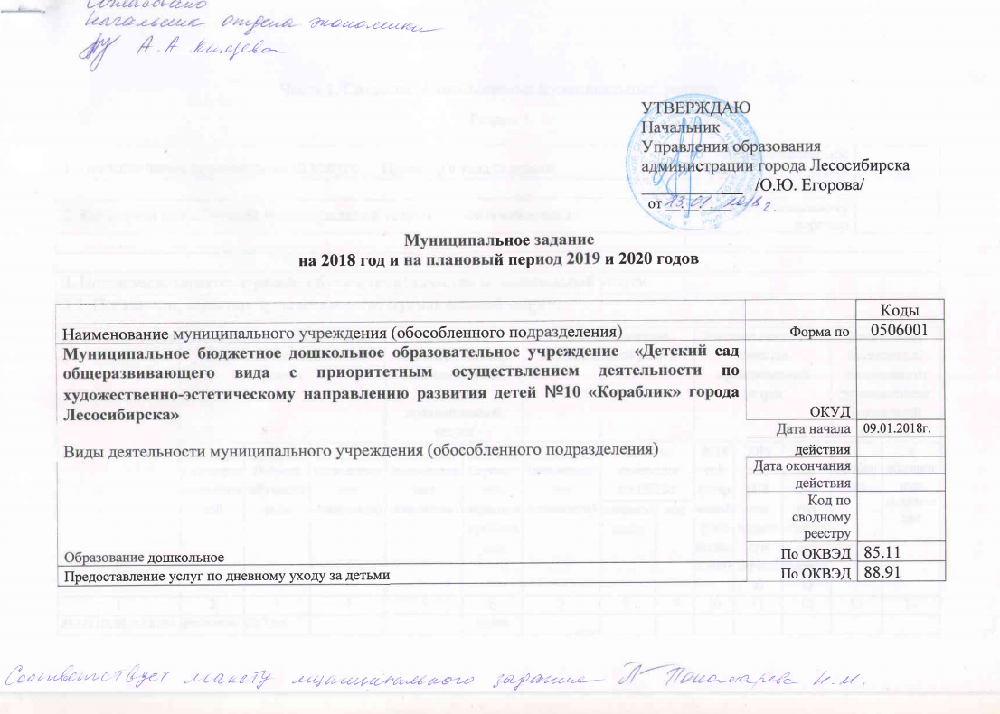 Согласовано
Начальник отдела экономики
А.А
УТВЕРЖДАЮ
Начальник
Управления образования
администрации города Лесосибирска
_____________ /О.Ю. Егорова/
от 23.01.2018 г.
Муниципальное задание
на 2018 год и на плановый период 2019 и 2020 годов
Коды
Наименование муниципального учреждения (обособленного подразделения) Форма по 0506001
Муниципальное бюджетное дошкольное образовательное учреждение «Детский сад
общеразвивающего вида с приоритетным осуществлением деятельности по
художественно-эстетическому направлению развития детей №10 «Кораблик» города
Лесосибирска» ОКУД
Дата начала 09.01.2018г.
Виды деятельности муниципального учреждения (обособленного подразделения) действия
Дата окончания
действия
Код по
сводному
реестру
Образование дошкольное По ОКВЭД 85.11
Предоставление услуг по дневному уходу за детьми По ОКВЭД 88.91
Соответствует макету муниципального задания Пономарева Н.М.